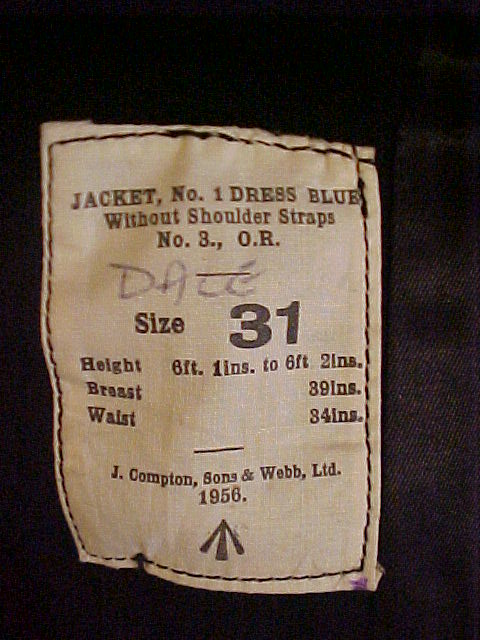 JACKET, No. 1 DRESS BLUE
Without Shoulder Straps
No. 3., O.R.
DALE
Size 31
Height 6ft. 1ins. to 6ft 2ins.
Breast 39ins.
Waist 34ins.
J. Compton, Sons & Webb, Ltd.
1956.